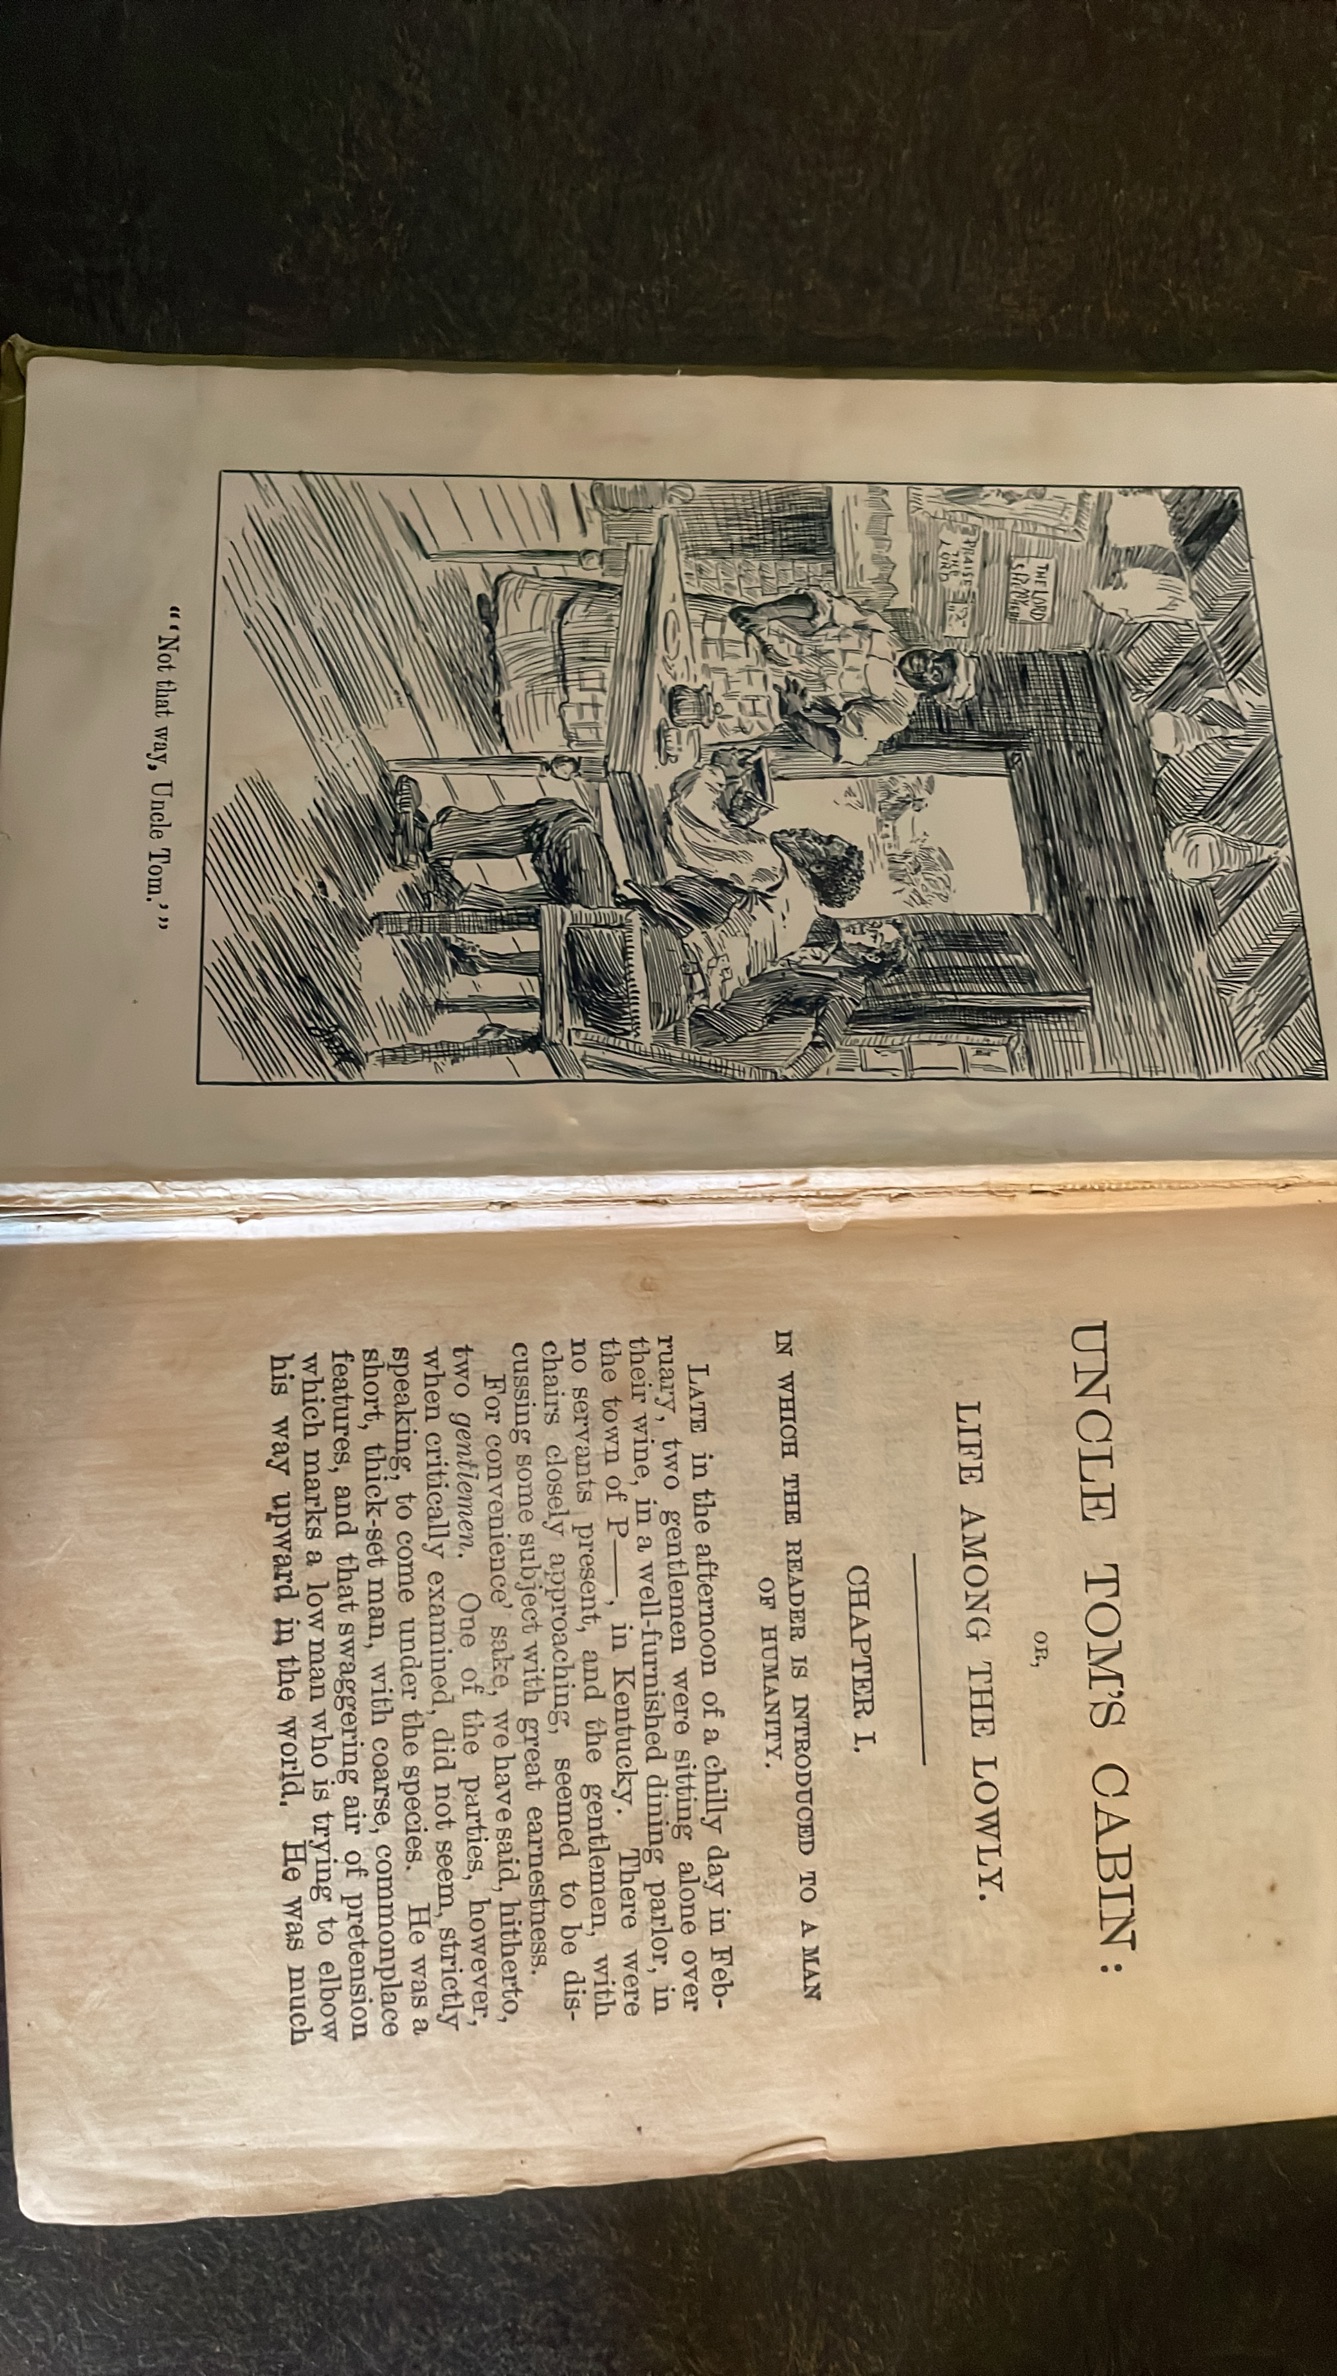 THE LORD
IS MY
PRAISE
THE
LORD
"'Not that way, Uncle Tom.'"
UNCLE TOM'S CABIN:
OR,
LIFE AMONG THE LOWLY.
CHAPTER I.
IN WHICH THE READER IS INTRODUCED TO A MAN
OF HUMANITY.
LATE in the afternoon of a chilly day in Feb-
ruary, two gentlemen were sitting alone over
their wine, in a well-furnished dining parlor, in
the town of P——, in Kentucky. There were
no servants present, and the gentlemen, with
chairs closely approaching, seemed to be dis-
cussing some subject with great earnestness.
For convenience' sake, we have said, hitherto,
two gentlemen. One of the parties, however,
when critically examined, did not seem, strictly
speaking, to come under the species. He was a
short, thick-set man, with coarse, commonplace
features, and that swaggering air of pretension
which marks a low man who is trying to elbow
his way upward in the world. He was much